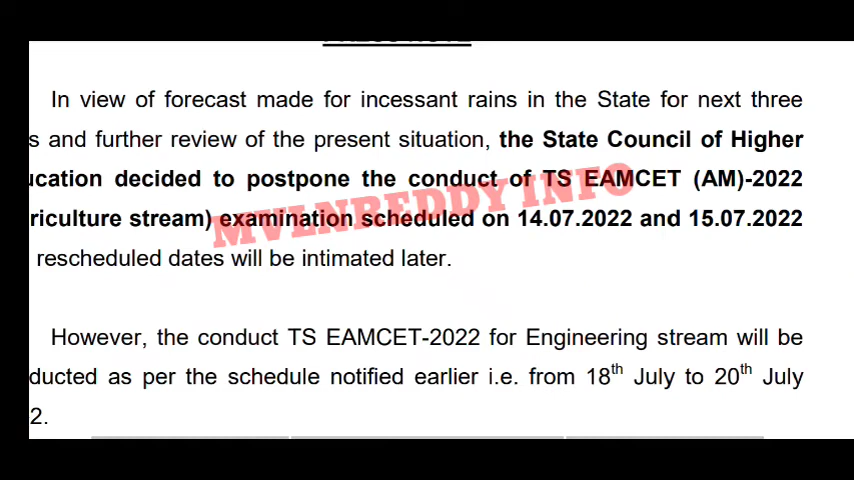 PRESS NOTE
In view of forecast made for incessant rains in the State for next three
s and further review of the present situation, the State Council of Higher
ucation decided to postpone the conduct of TS EAMCET (AM)-2022
riculture stream) examination scheduled on 14.07.2022 and 15.07.2022
rescheduled dates will be intimated later.
MVLNREDDY INFO
However, the conduct TS EAMCET-2022 for Engineering stream will be
ducted as per the schedule notified earlier i.e. from 18th July to 20th July
2.